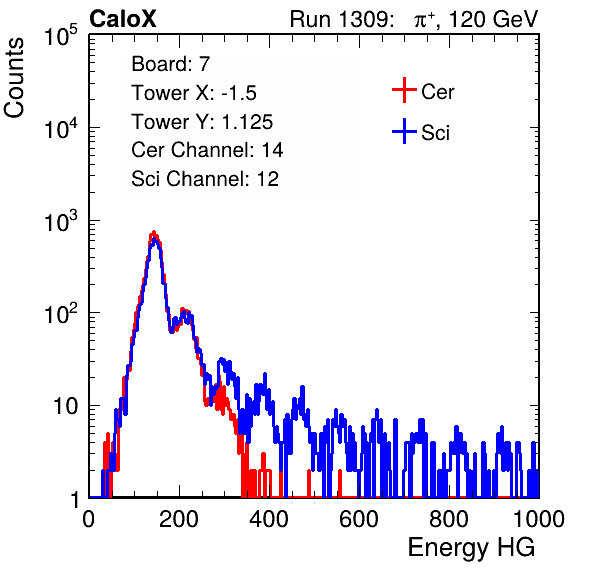 CaloX Run 1309: π⁺, 120 GeV
Counts
Board: 7
Tower X: -1.5
Tower Y: 1.125
Cer Channel: 14
Sci Channel: 12
Cer
Sci
10⁵
10⁴
10³
10²
10
1
0 200 400 600 800 1000
Energy HG